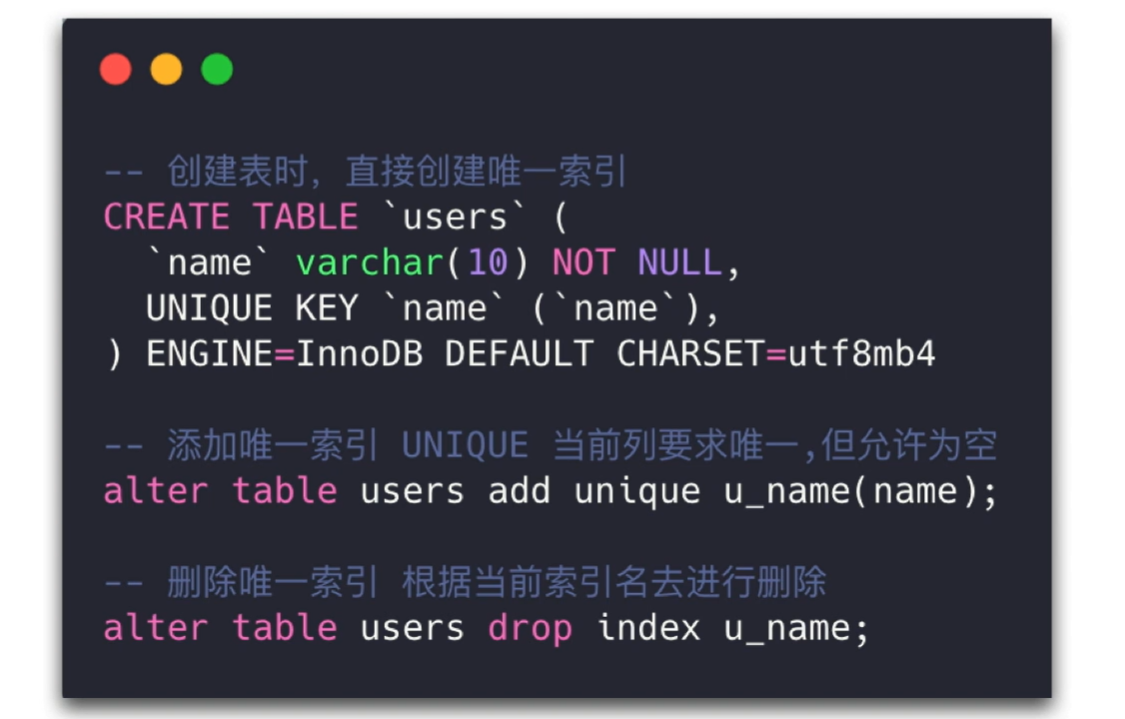 -- 创建表时，直接创建唯一索引
CREATE TABLE `users` (
  `name` varchar(10) NOT NULL,
  UNIQUE KEY `name` (`name`),
) ENGINE=InnoDB DEFAULT CHARSET=utf8mb4
-- 添加唯一索引 UNIQUE 当前列要求唯一,但允许为空
alter table users add unique u_name(name);
-- 删除唯一索引 根据当前索引名去进行删除
alter table users drop index u_name;